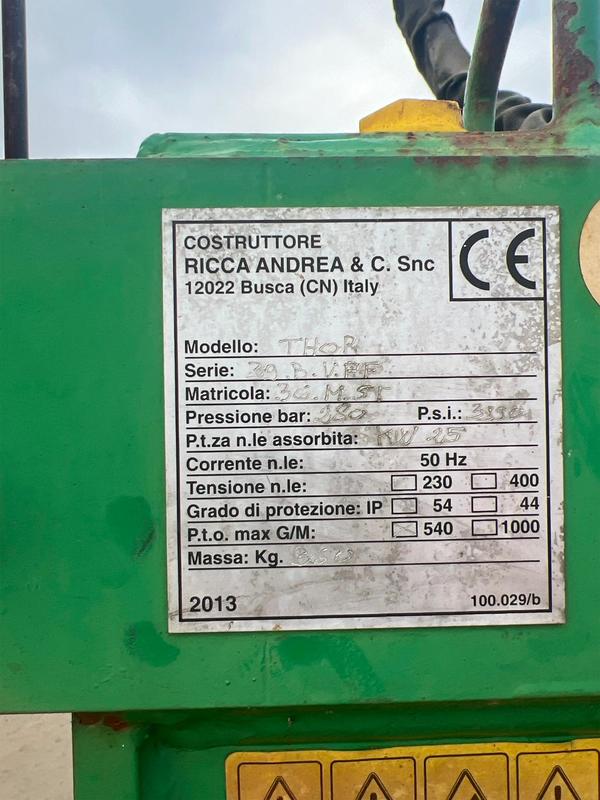 COSTRUTTORE
RICCA ANDREA & C. Snc
12022 Busca (CN) Italy
CE
Modello: THOR
Serie:
Matricola:
Pressione bar: P.s.i.:
P.t.za n.le assorbita: KW 25
Corrente n.le: 50 Hz
Tensione n.le: 230 400
Grado di protezione: IP 54 44
P.t.o. max G/M: 540 1000
Massa: Kg.
2013 100.029/b